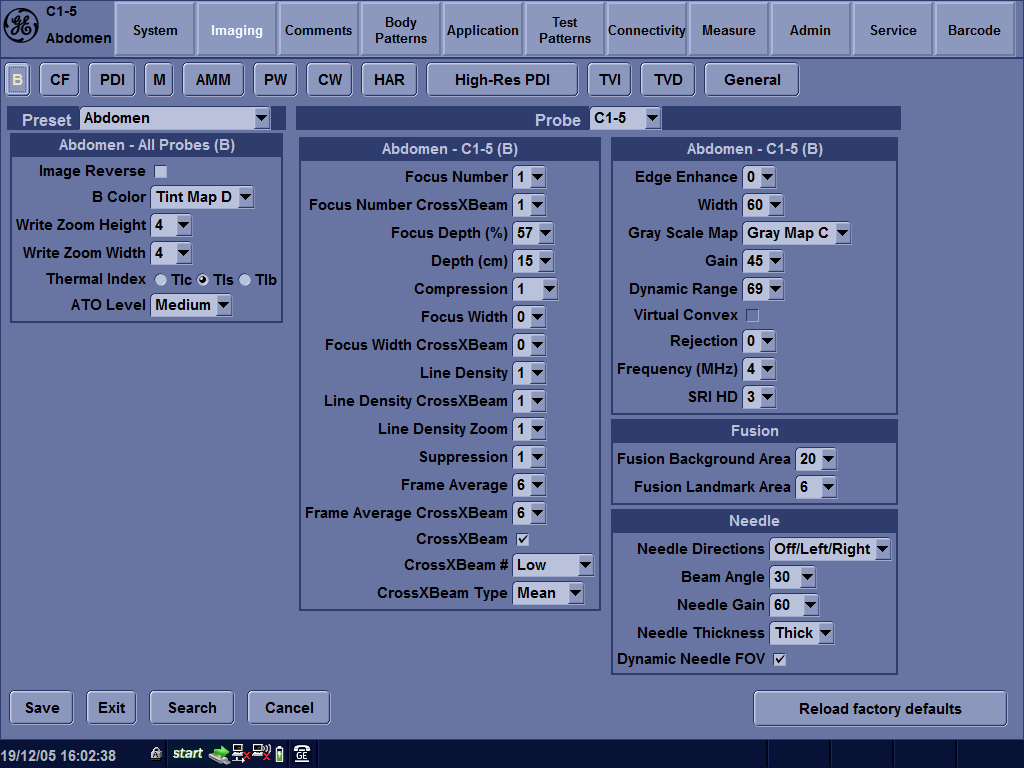 C1-5
Abdomen
System
Imaging
Comments
Body
Patterns
Application
Test
Patterns
Connectivity
Measure
Admin
Service
Barcode
B
CF
PDI
M
AMM
PW
CW
HAR
High-Res PDI
TVI
TVD
General
Preset Abdomen
Probe C1-5
Abdomen - All Probes (B)
Image Reverse
B Color Tint Map D
Write Zoom Height 4
Write Zoom Width 4
Thermal Index TIc TIs TIb
ATO Level Medium
Abdomen - C1-5 (B)
Focus Number 1
Focus Number CrossXBeam 1
Focus Depth (%) 57
Depth (cm) 15
Compression 1
Focus Width 0
Focus Width CrossXBeam 0
Line Density 1
Line Density CrossXBeam 1
Line Density Zoom 1
Suppression 1
Frame Average 6
Frame Average CrossXBeam 6
CrossXBeam
CrossXBeam # Low
CrossXBeam Type Mean
Abdomen - C1-5 (B)
Edge Enhance 0
Width 60
Gray Scale Map Gray Map C
Gain 45
Dynamic Range 69
Virtual Convex
Rejection 0
Frequency (MHz) 4
SRI HD 3
Fusion
Fusion Background Area 20
Fusion Landmark Area 6
Needle
Needle Directions Off/Left/Right
Beam Angle 30
Needle Gain 60
Needle Thickness Thick
Dynamic Needle FOV
Save
Exit
Search
Cancel
Reload factory defaults
19/12/05 16:02:38
start
GE